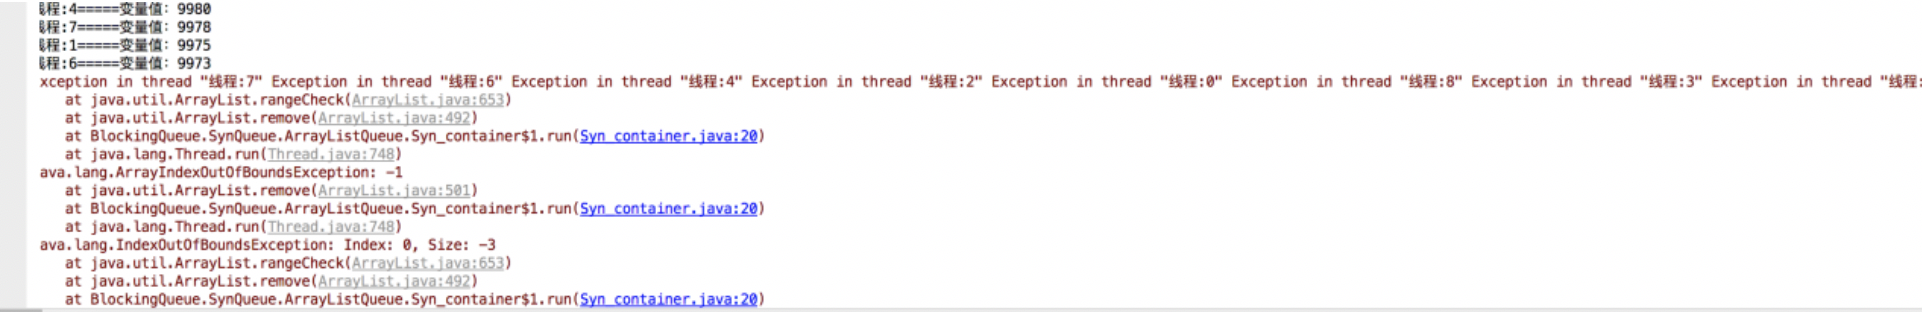 程:4=====变量值: 9980
程:7=====变量值: 9978
程:1=====变量值: 9975
程:6=====变量值: 9973
xception in thread "线程:7" Exception in thread "线程:6" Exception in thread "线程:4" Exception in thread "线程:2" Exception in thread "线程:0" Exception in thread "线程:8" Exception in thread "线程:3" Exception in thread "线程:
at java.util.ArrayList.rangeCheck(ArrayList.java:653)
at java.util.ArrayList.remove(ArrayList.java:492)
at BlockingQueue.SynQueue.ArrayListQueue.Syn_container$1.run(Syn_container.java:20)
at java.lang.Thread.run(Thread.java:748)
ava.lang.ArrayIndexOutOfBoundsException: -1
at java.util.ArrayList.remove(ArrayList.java:501)
at BlockingQueue.SynQueue.ArrayListQueue.Syn_container$1.run(Syn_container.java:20)
at java.lang.Thread.run(Thread.java:748)
ava.lang.IndexOutOfBoundsException: Index: 0, Size: -3
at java.util.ArrayList.rangeCheck(ArrayList.java:653)
at java.util.ArrayList.remove(ArrayList.java:492)
at BlockingQueue.SynQueue.ArrayListQueue.Syn_container$1.run(Syn_container.java:20)